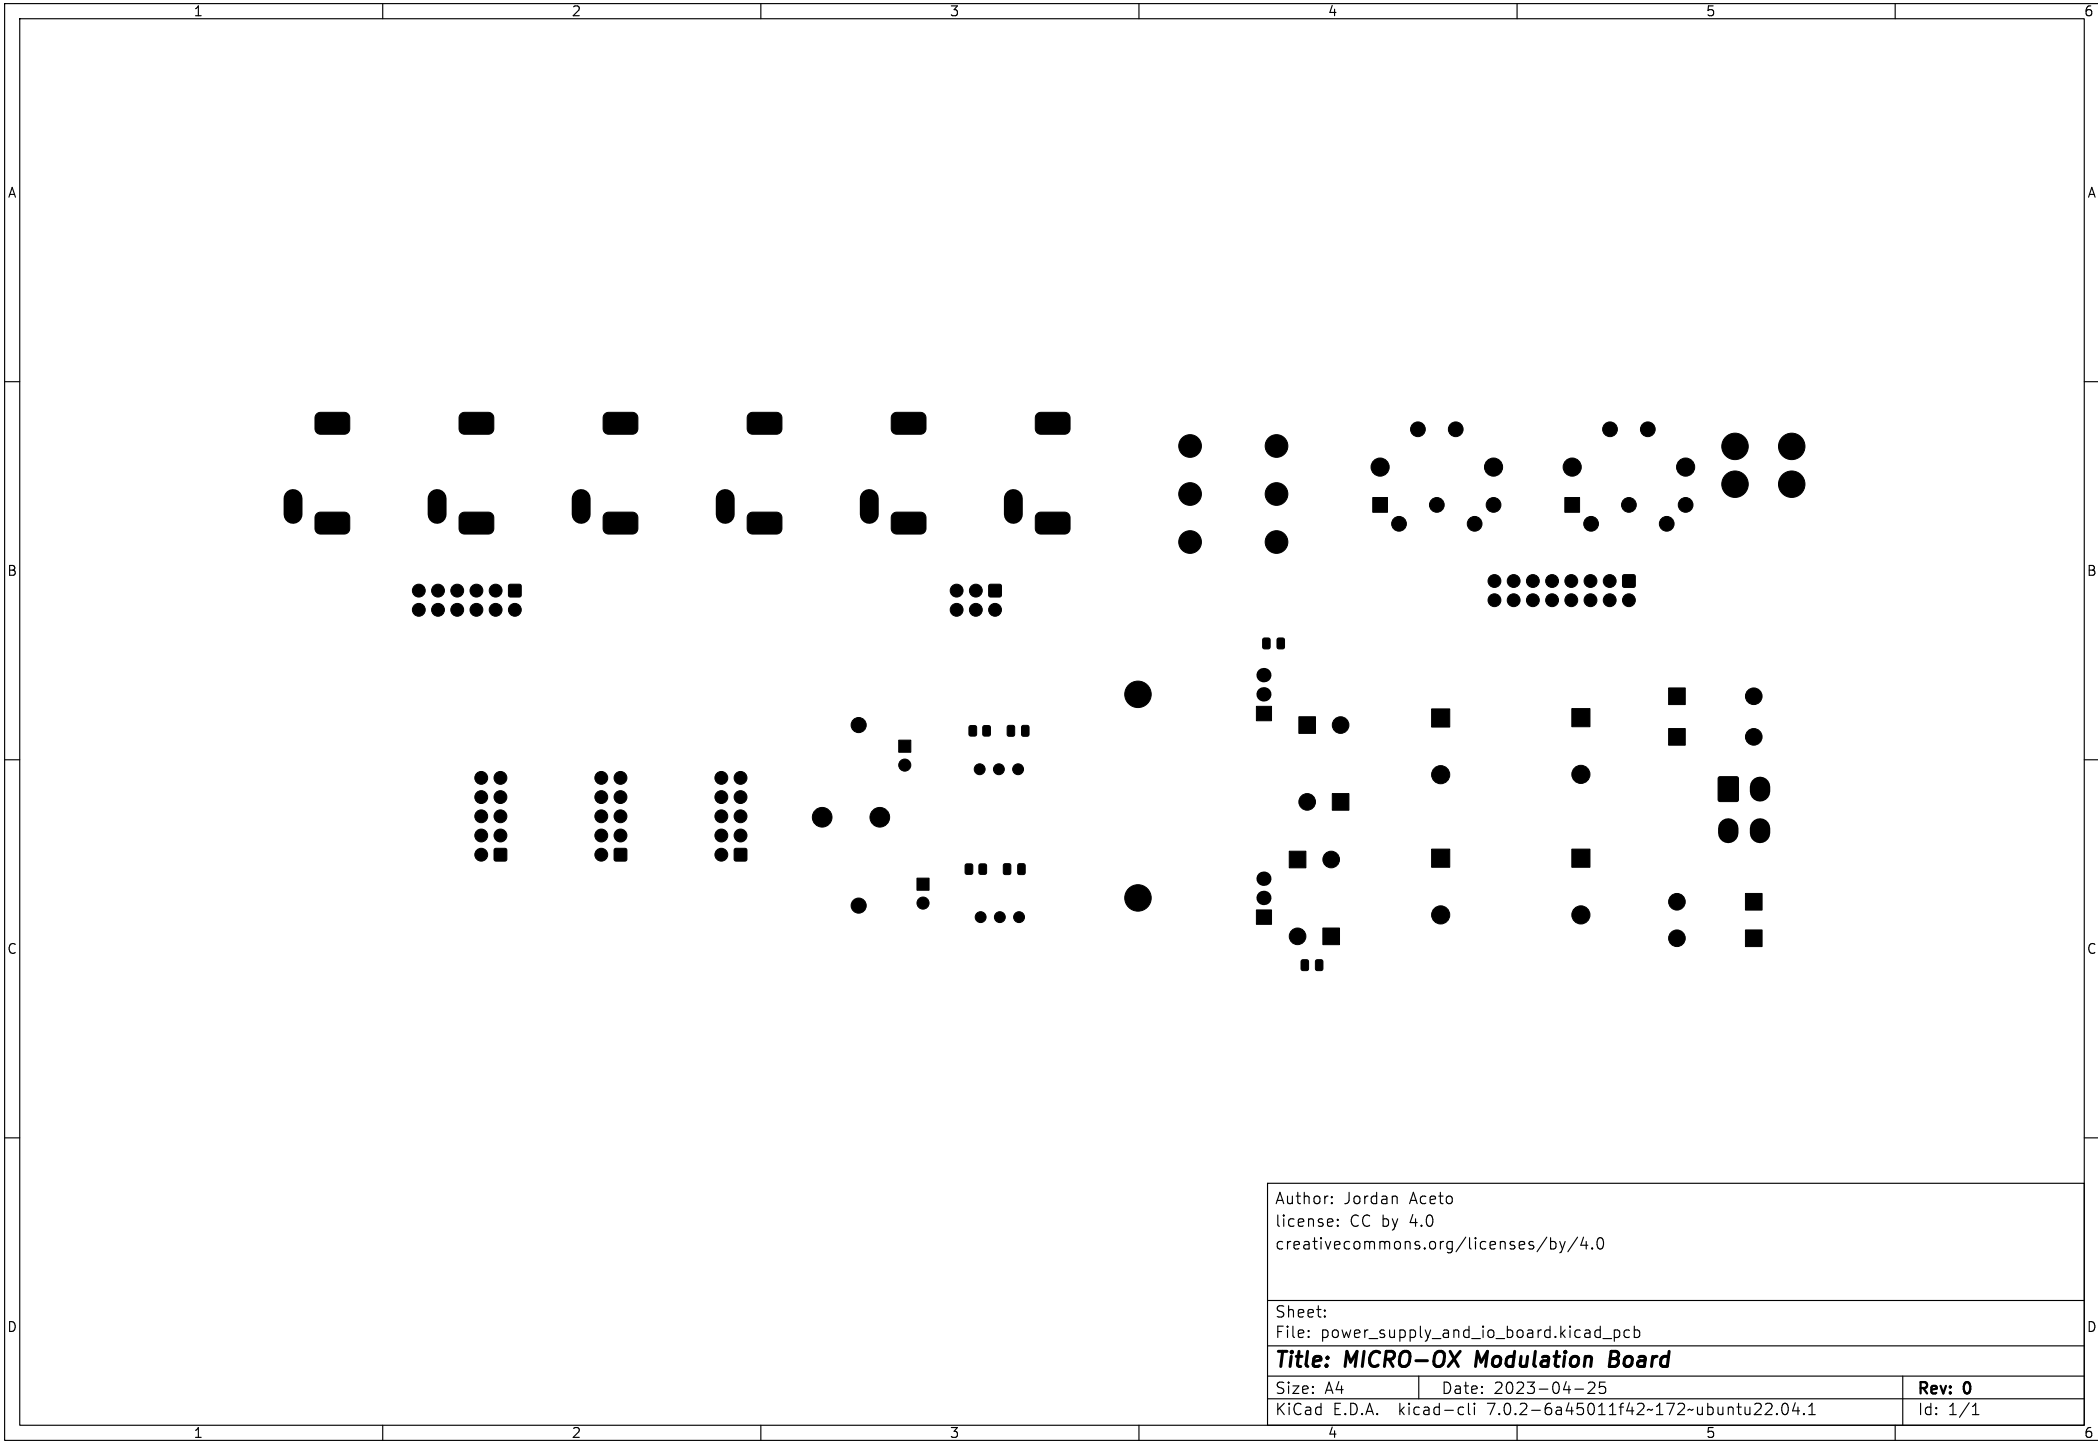 1 2 3 4 5 6
A A
B B
C C
Author: Jordan Aceto
license: CC by 4.0
creativecommons.org/licenses/by/4.0
Sheet:
D D
File: power_supply_and_io_board.kicad_pcb
Title: MICRO-OX Modulation Board
Size: A4 Date: 2023-04-25 Rev: 0
KiCad E.D.A. kicad-cli 7.0.2-6a45011f42~172~ubuntu22.04.1 Id: 1/1
1 2 3 4 5 6